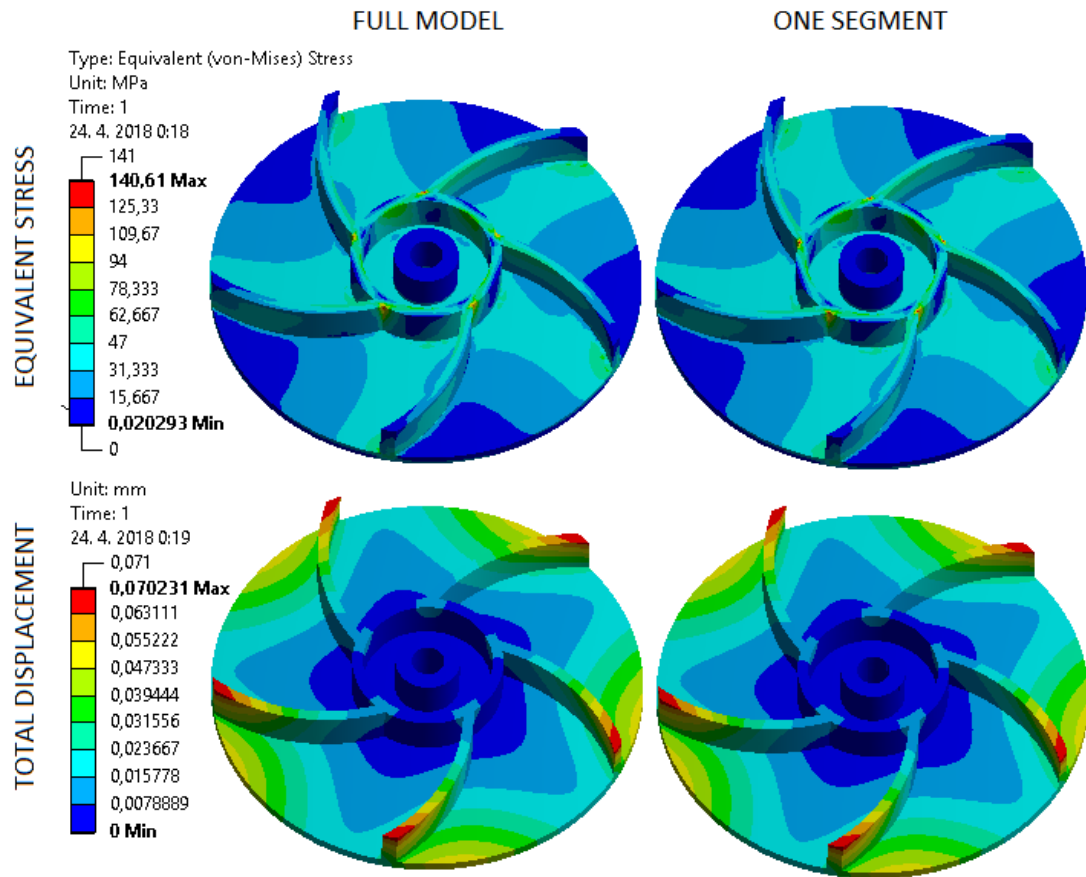 FULL MODEL
ONE SEGMENT
EQUIVALENT STRESS
Type: Equivalent (von-Mises) Stress
Unit: MPa
Time: 1
24. 4. 2018 0:18
141
140,61 Max
125,33
109,67
94
78,333
62,667
47
31,333
15,667
0,020293 Min
0
TOTAL DISPLACEMENT
Unit: mm
Time: 1
24. 4. 2018 0:19
0,071
0,070231 Max
0,063111
0,055222
0,047333
0,039444
0,031556
0,023667
0,015778
0,0078889
0 Min